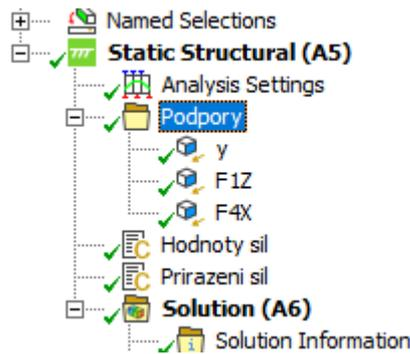 Named Selections
Static Structural (A5)
Analysis Settings
Podpory
y
F1Z
F4X
Hodnoty sil
Prirazeni sil
Solution (A6)
Solution Information